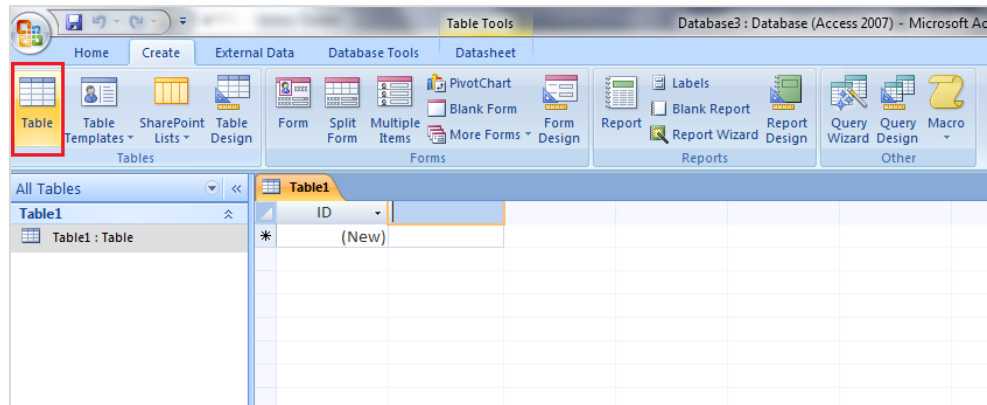 Table Tools
Database3 : Database (Access 2007) - Microsoft Ac
Home Create External Data Database Tools Datasheet
Table
Table Templates
SharePoint Lists
Table Design
Tables
Form
Split Form
Multiple Items
PivotChart
Blank Form
More Forms
Form Design
Forms
Report
Labels
Blank Report
Report Wizard
Report Design
Reports
Query Wizard
Query Design
Macro
Other
All Tables
Table1
Table1 : Table
Table1
ID
(New)